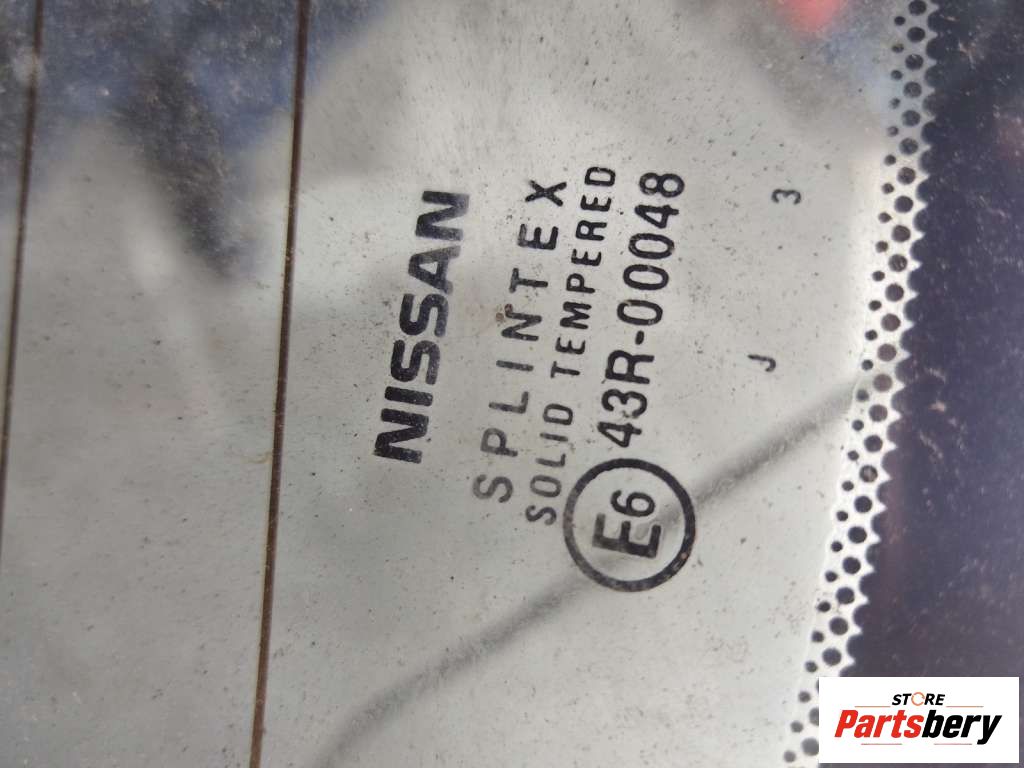 NISSAN
SPLINTEX
SOLID TEMPERED
E6 43R-00048
J 3
STORE
Partsbery